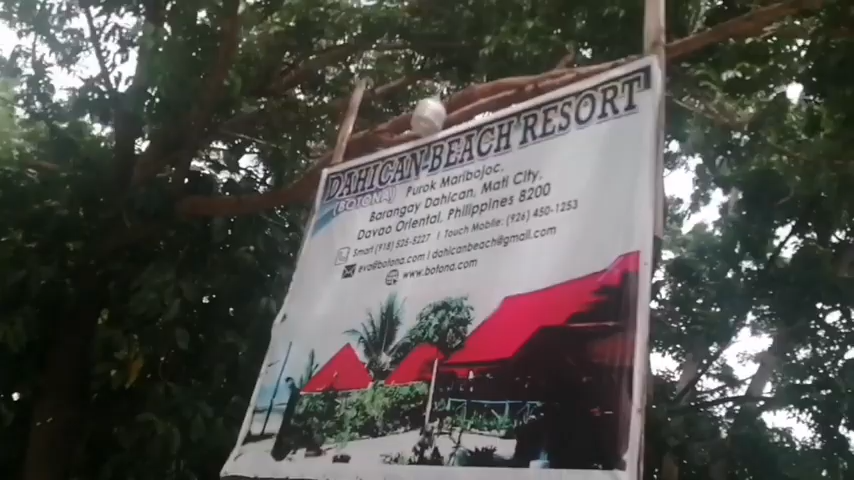 DAHICAN BEACH RESORT
(BOTONA) Purok Maribojoc,
Barangay Dahican, Mati City,
Davao Oriental, Philippines 8200
Smart (918) 525-5227 | Touch Mobile: (926) 450-1253
eva@botona.com | dahicanbeach@gmail.com
www.botona.com